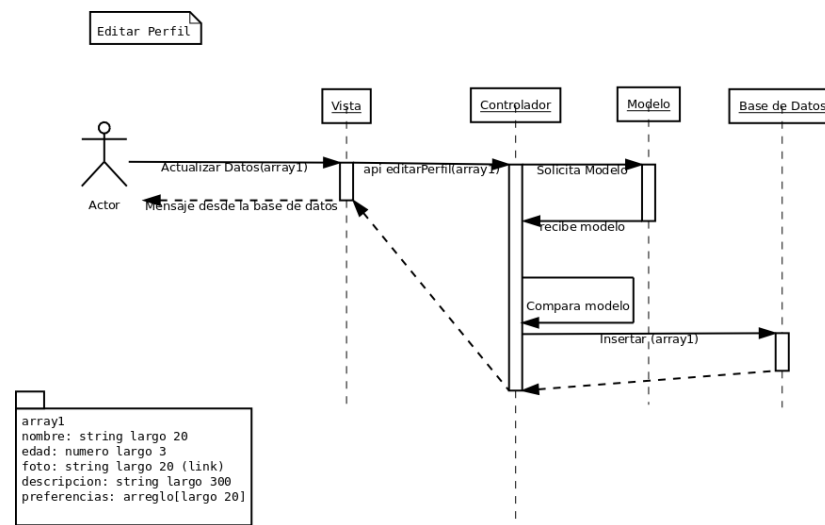 Editar Perfil
Vista
Controlador
Modelo
Base de Datos
Actualizar Datos(array1)
api editarPerfil(array1)
Solicita Modelo
Actor
Mensaje desde la base de datos
recibe modelo
Compara modelo
Insertar (array1)
array1
nombre: string largo 20
edad: numero largo 3
foto: string largo 20 (link)
descripcion: string largo 300
preferencias: arreglo[largo 20]